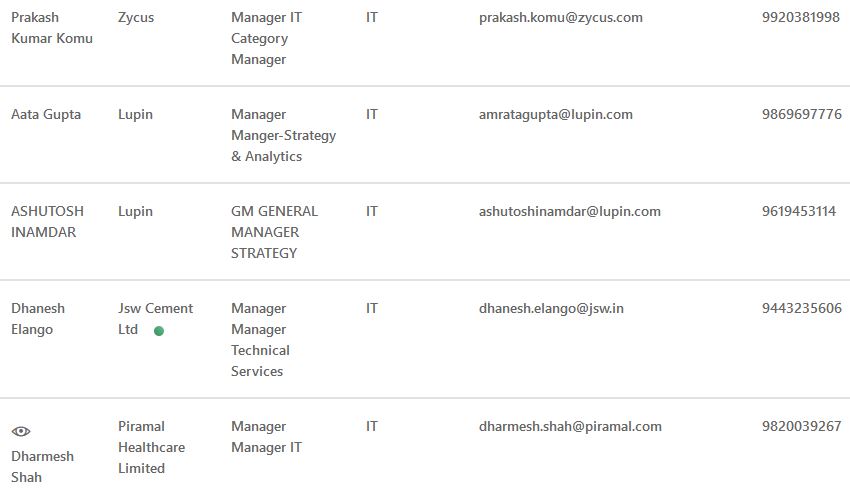 Prakash Zycus Manager IT IT prakash.komu@zycus.com 9920381998
Kumar Komu Category
Manager
Aata Gupta Lupin Manager IT amratagupta@lupin.com 9869697776
Manger-Strategy
& Analytics
ASHUTOSH Lupin GM GENERAL IT ashutoshinamdar@lupin.com 9619453114
INAMDAR MANAGER
STRATEGY
Dhanesh Jsw Cement Manager IT dhanesh.elango@jsw.in 9443235606
Elango Ltd Manager
Technical
Services
Piramal Manager IT dharmesh.shah@piramal.com 9820039267
Healthcare Manager IT
Dharmesh Limited
Shah